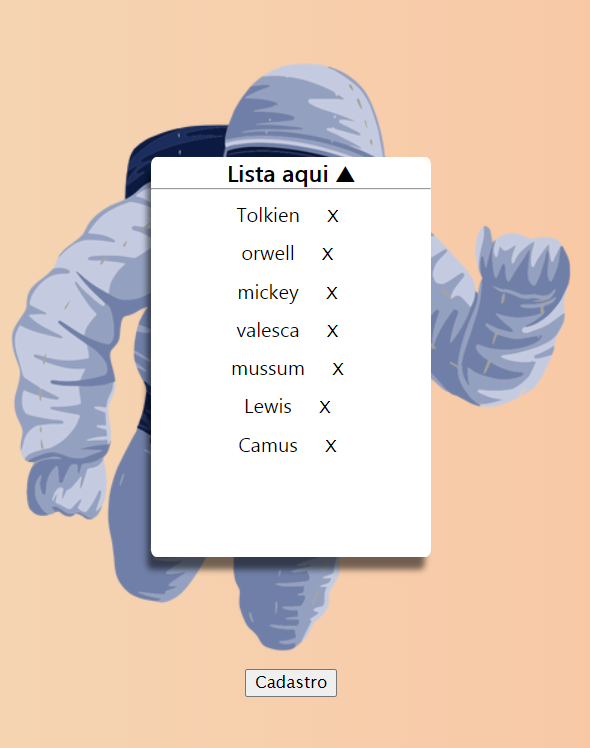 Lista aqui ▲
Tolkien X
orwell X
mickey X
valesca X
mussum X
Lewis X
Camus X
Cadastro